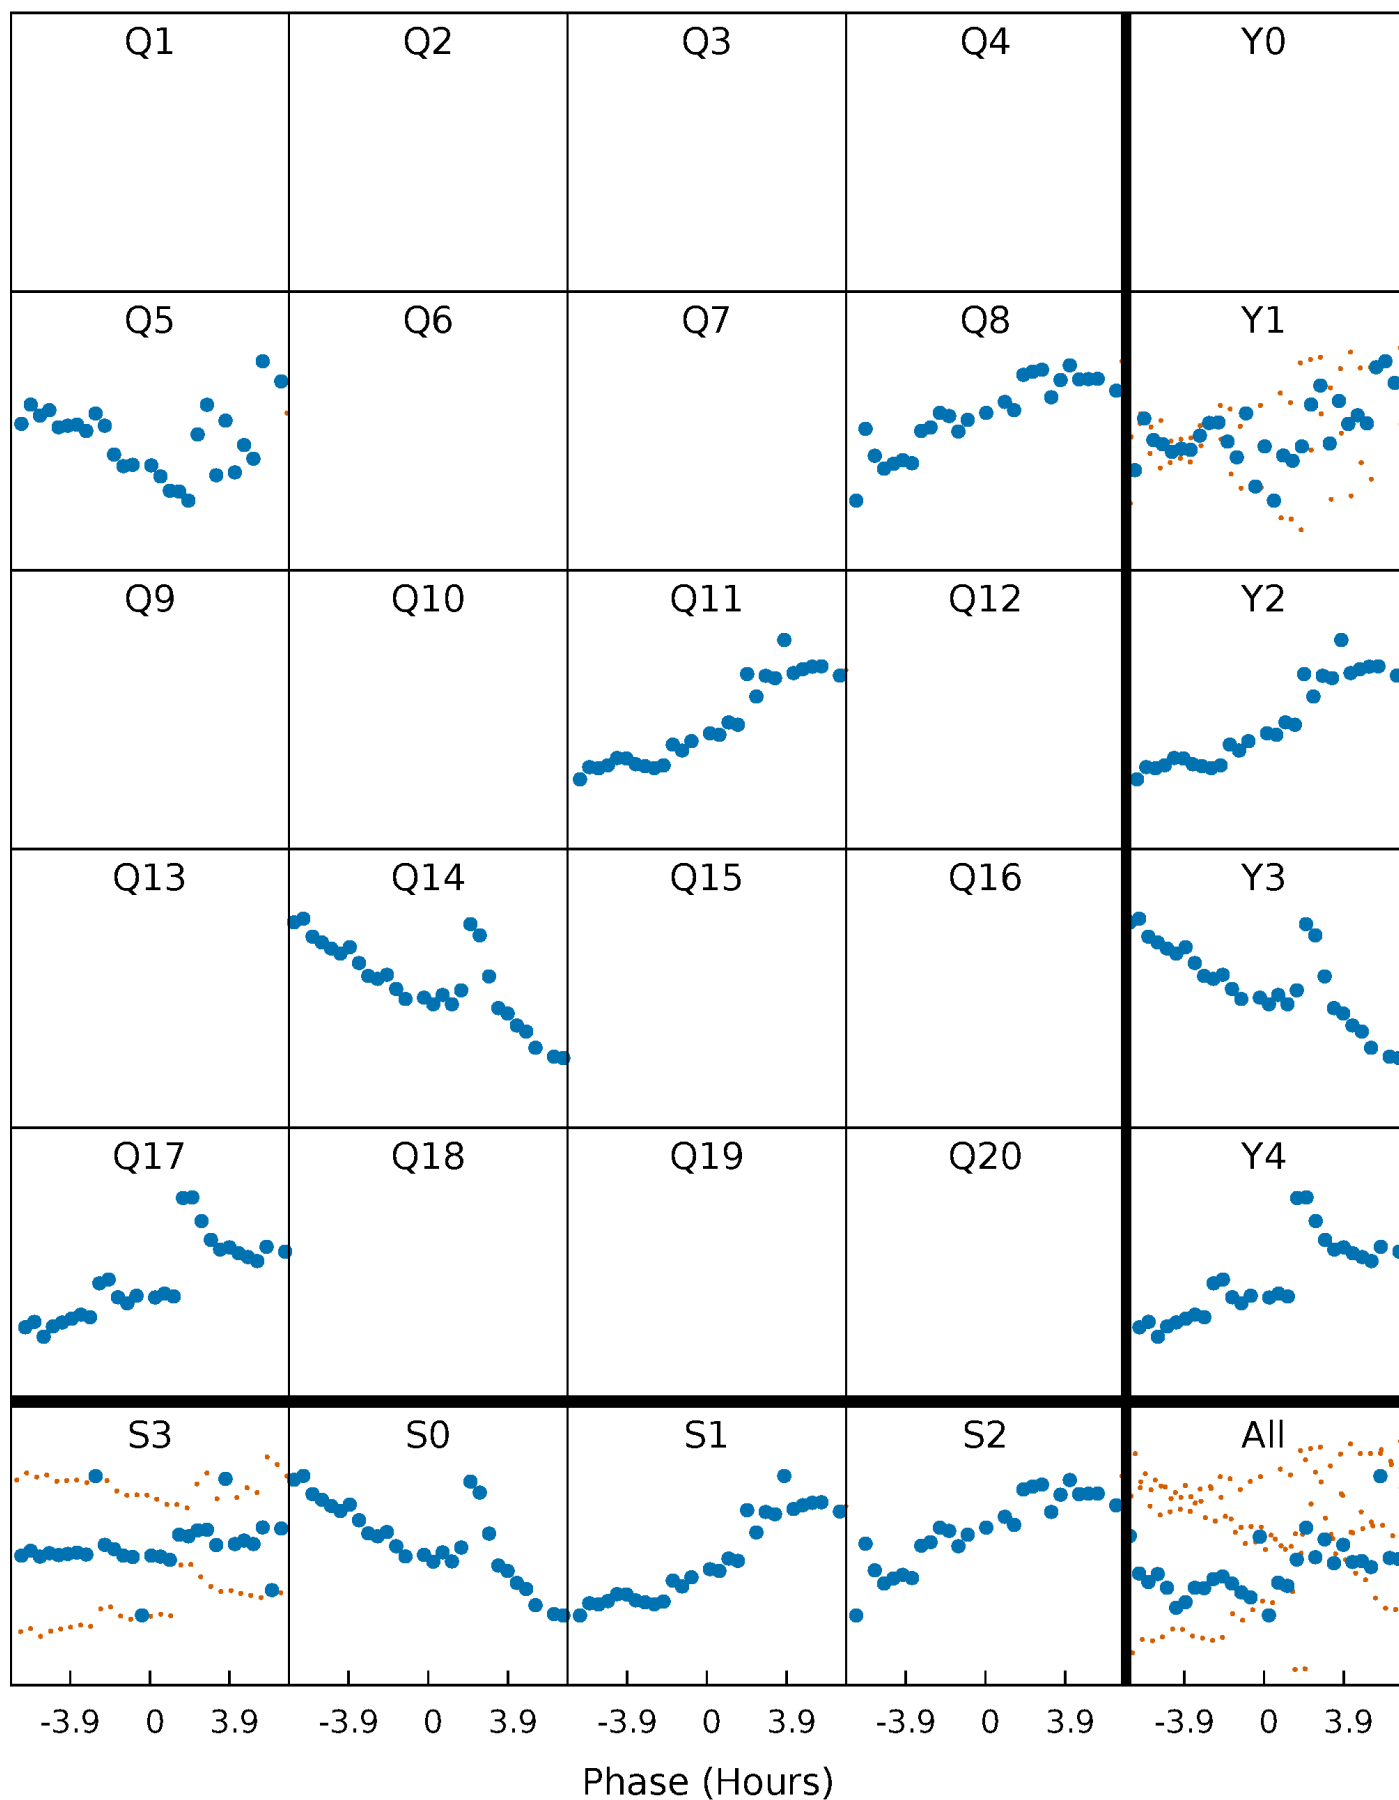 Q1 Q2 Q3 Q4 Y0
Q5 Q6 Q7 Q8 Y1
Q9 Q10 Q11 Q12 Y2
Q13 Q14 Q15 Q16 Y3
Q17 Q18 Q19 Q20 Y4
S3 S0 S1 S2 All
-3.9 0 3.9 -3.9 0 3.9 -3.9 0 3.9 -3.9 0 3.9 -3.9 0 3.9
Phase (Hours)